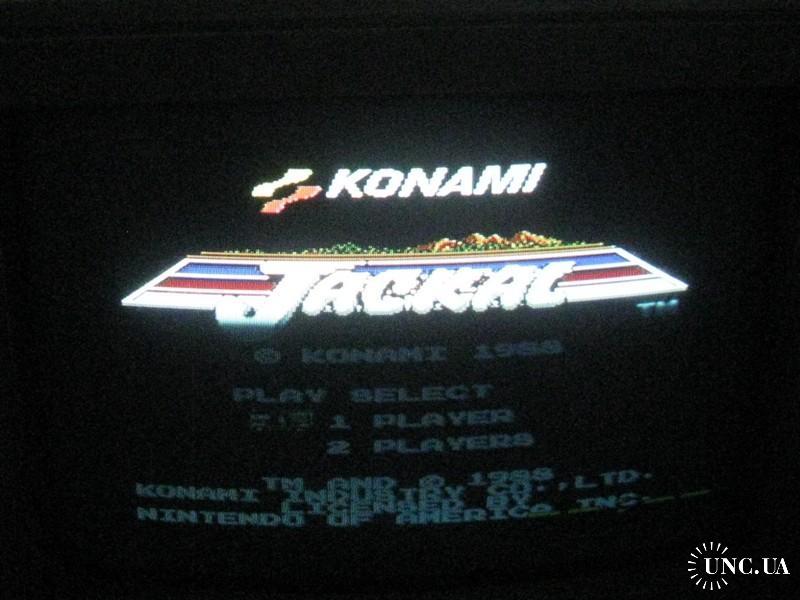 KONAMI
JACKAL
TM
© KONAMI 1988
PLAY SELECT
1 PLAYER
2 PLAYERS
TM AND © 1988
KONAMI INDUSTRY CO.,LTD.
LICENSED BY
NINTENDO OF AMERICA INC.
UNC.UA